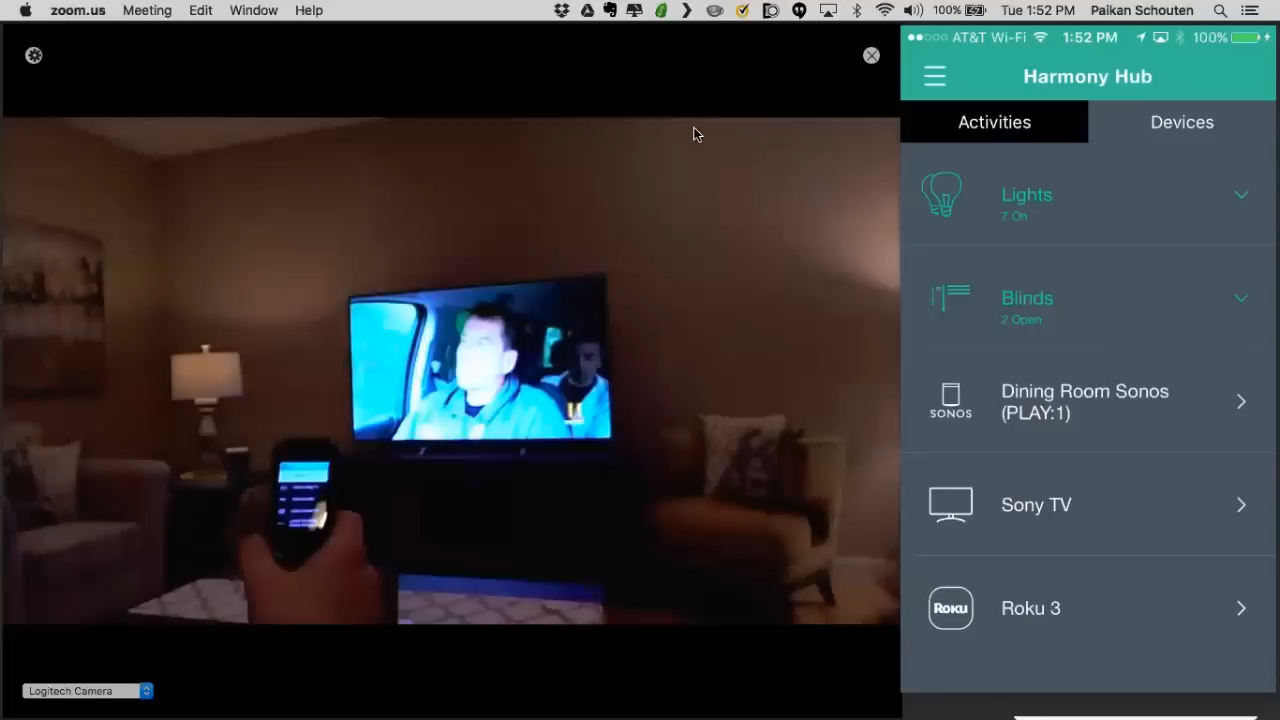 zoom.us Meeting Edit Window Help 100% Tue 1:52 PM Paikan Schouten
AT&T Wi-Fi 1:52 PM 100%
Harmony Hub
Activities Devices
Lights
7 On
Blinds
2 Open
SONOS
Dining Room Sonos
(PLAY:1)
Sony TV
Roku
Roku 3
Logitech Camera